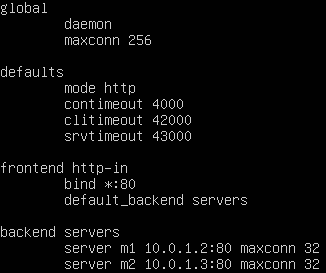 global
        daemon
        maxconn 256

defaults
        mode http
        contimeout 4000
        clitimeout 42000
        srvtimeout 43000

frontend http-in
        bind *:80
        default_backend servers

backend servers
        server m1 10.0.1.2:80 maxconn 32
        server m2 10.0.1.3:80 maxconn 32